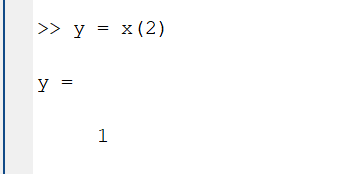 >> y = x(2)
y =
1